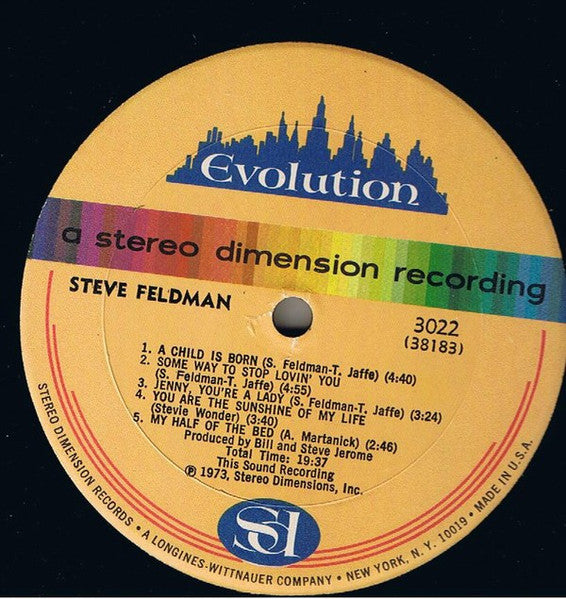 Evolution
a stereo dimension recording
STEVE FELDMAN
3022
(38183)
1. A CHILD IS BORN (S. Feldman-T. Jaffe) (4:40)
2. SOME WAY TO STOP LOVIN' YOU
(S. Feldman-T. Jaffe) (4:55)
3. JENNY, YOU'RE A LADY (S. Feldman-T. Jaffe) (3:24)
4. YOU ARE THE SUNSHINE OF MY LIFE
(Stevie Wonder) (3:40)
5. MY HALF OF THE BED (A. Martanick) (2:46)
Produced by Bill and Steve Jerome
Total Time: 19:37
This Sound Recording
Ⓟ 1973, Stereo Dimensions, Inc.
SD
STEREO DIMENSION RECORDS • A LONGINES-WITTNAUER COMPANY • NEW YORK, N. Y. 10019 • MADE IN U.S.A.